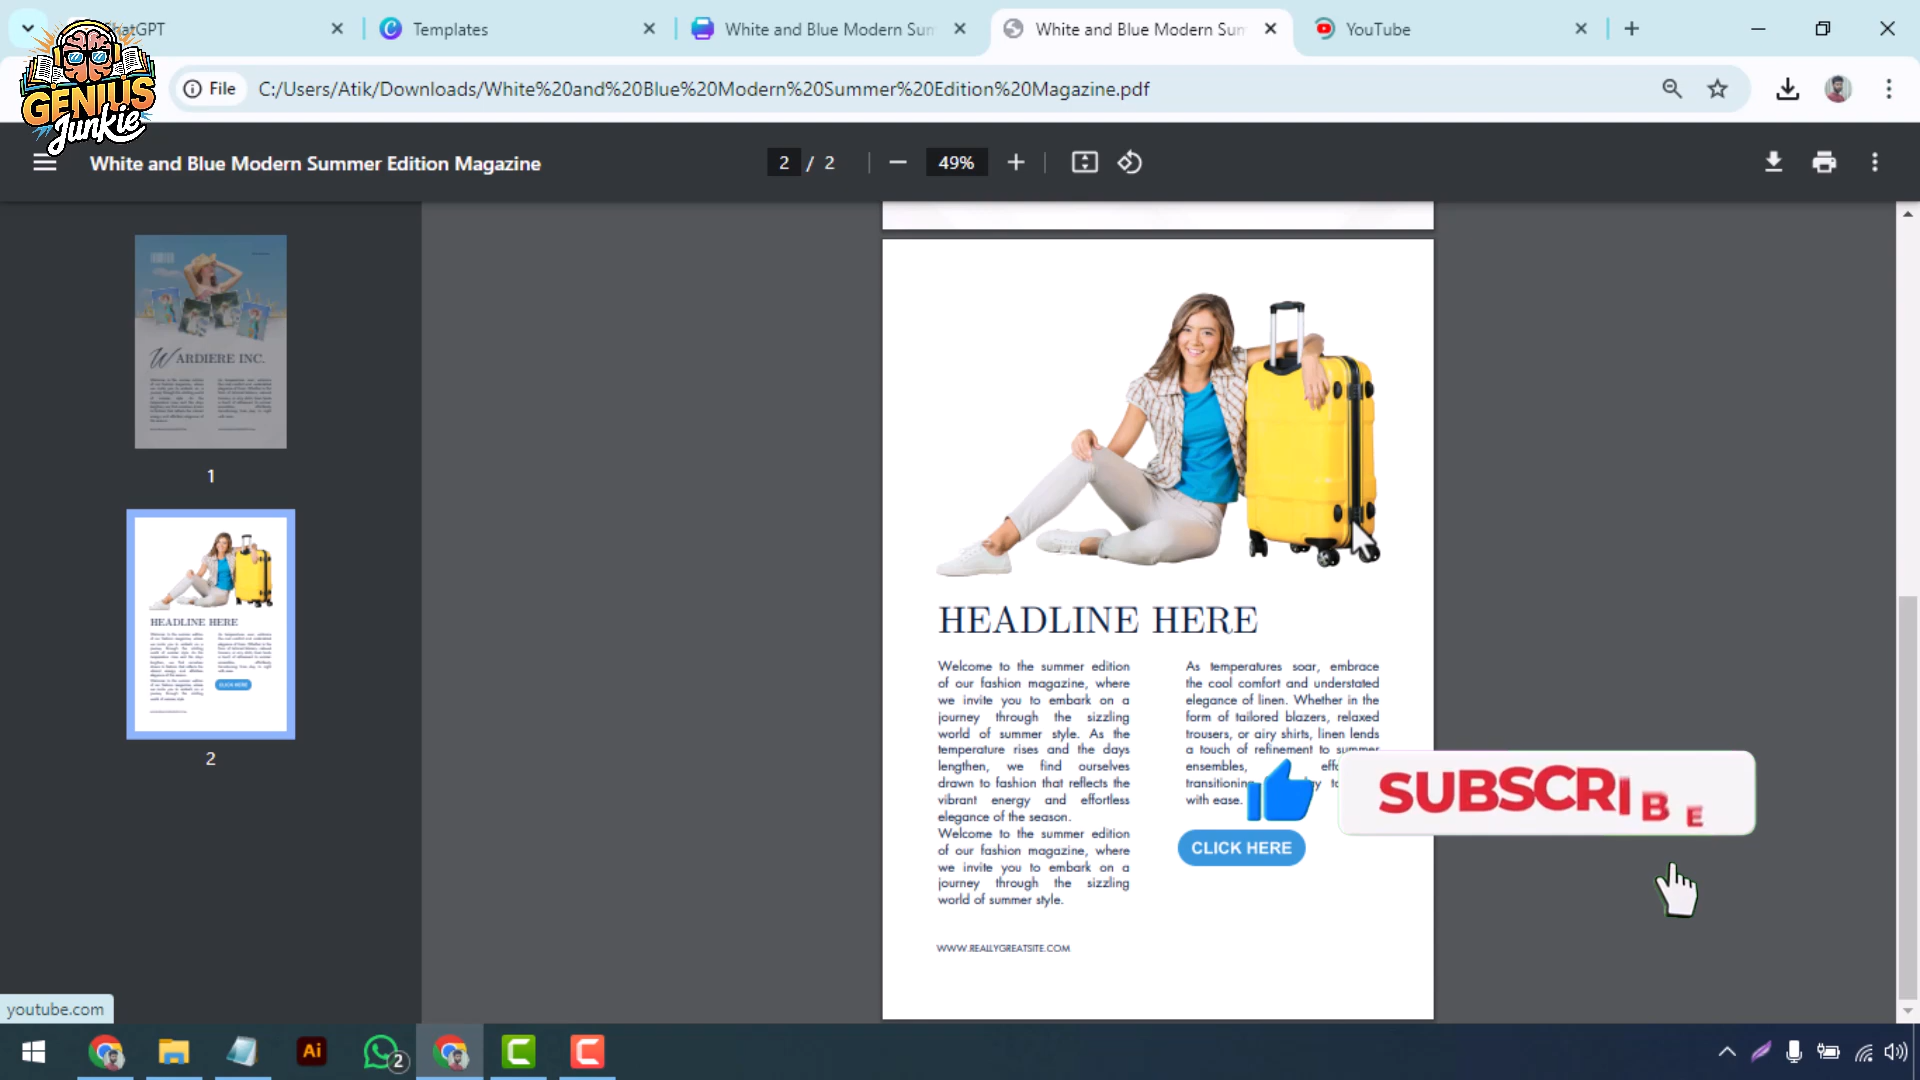 ChatGPT
Templates
White and Blue Modern Sum
White and Blue Modern Sum
YouTube
GENIUS
Junkie
File
C:/Users/Atik/Downloads/White%20and%20Blue%20Modern%20Summer%20Edition%20Magazine.pdf
White and Blue Modern Summer Edition Magazine
2 / 2
49%
WARDIERE INC.
1
HEADLINE HERE
CLICK HERE
2
HEADLINE HERE
Welcome to the summer edition
of our fashion magazine, where
we invite you to embark on a
journey through the sizzling
world of summer style. As the
temperature rises and the days
lengthen, we find ourselves
drawn to fashion that reflects the
vibrant energy and effortless
elegance of the season.
Welcome to the summer edition
of our fashion magazine, where
we invite you to embark on a
journey through the sizzling
world of summer style.
As temperatures soar, embrace
the cool comfort and understated
elegance of linen. Whether in the
form of tailored blazers, relaxed
trousers, or airy shirts, linen lends
a touch of refinement to summer
ensembles,
transitioning
with ease.
CLICK HERE
SUBSCRIBE
WWW.REALLYGREATSITE.COM
youtube.com
Ai
2